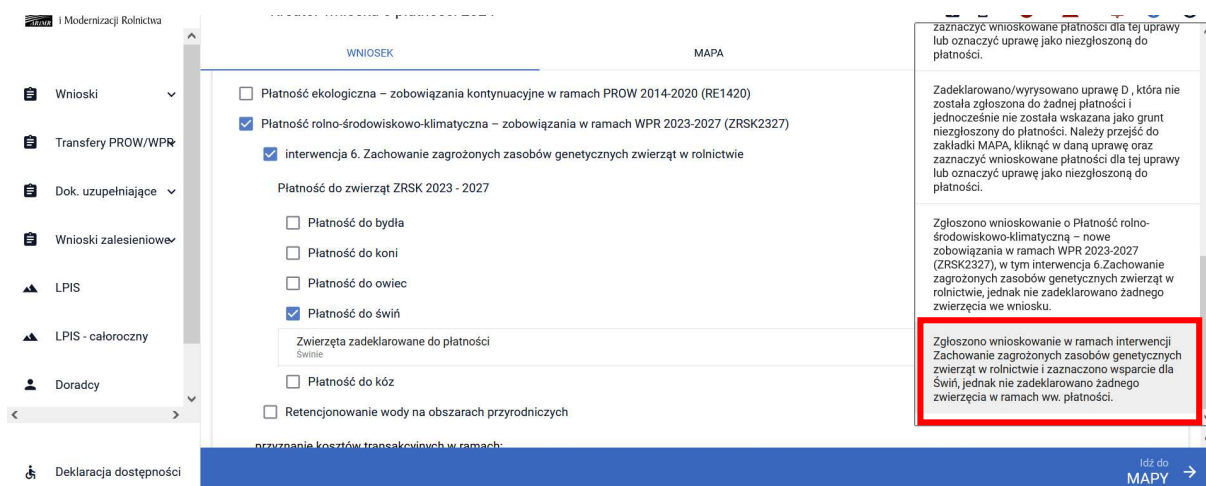 ARiMR
i Modernizacji Rolnictwa
Wnioski
Transfery PROW/WPR
Dok. uzupełniające
Wnioski zalesieniowe
LPIS
LPIS - całoroczny
Doradcy
Deklaracja dostępności
WNIOSEK
MAPA
Płatność ekologiczna – zobowiązania kontynuacyjne w ramach PROW 2014-2020 (RE1420)
Płatność rolno-środowiskowo-klimatyczna – zobowiązania w ramach WPR 2023-2027 (ZRSK2327)
interwencja 6. Zachowanie zagrożonych zasobów genetycznych zwierząt w rolnictwie
Płatność do zwierząt ZRSK 2023 - 2027
Płatność do bydła
Płatność do koni
Płatność do owiec
Płatność do świń
Zwierzęta zadeklarowane do płatności
Świnie
Płatność do kóz
Retencjonowanie wody na obszarach przyrodniczych
przyznanie kosztów transakcyjnych w ramach:
zaznaczyć wnioskowane płatności dla tej uprawy
lub oznaczyć uprawę jako niezgłoszoną do
płatności.
Zadeklarowano/wyrysowano uprawę D , która nie
została zgłoszona do żadnej płatności i
jednocześnie nie została wskazana jako grunt
niezgłoszony do płatności. Należy przejść do
zakładki MAPA, kliknąć w daną uprawę oraz
zaznaczyć wnioskowane płatności dla tej uprawy
lub oznaczyć uprawę jako niezgłoszoną do
płatności.
Zgłoszono wnioskowanie o Płatność rolno-
środowiskowo-klimatyczną – nowe
zobowiązania w ramach WPR 2023-2027
(ZRSK2327), w tym interwencja 6.Zachowanie
zagrożonych zasobów genetycznych zwierząt w
rolnictwie, jednak nie zadeklarowano żadnego
zwierzęcia we wniosku.
Zgłoszono wnioskowanie w ramach interwencji
Zachowanie zagrożonych zasobów genetycznych
zwierząt w rolnictwie i zaznaczono wsparcie dla
Świń, jednak nie zadeklarowano żadnego
zwierzęcia w ramach ww. płatności.
Idź do
MAPY